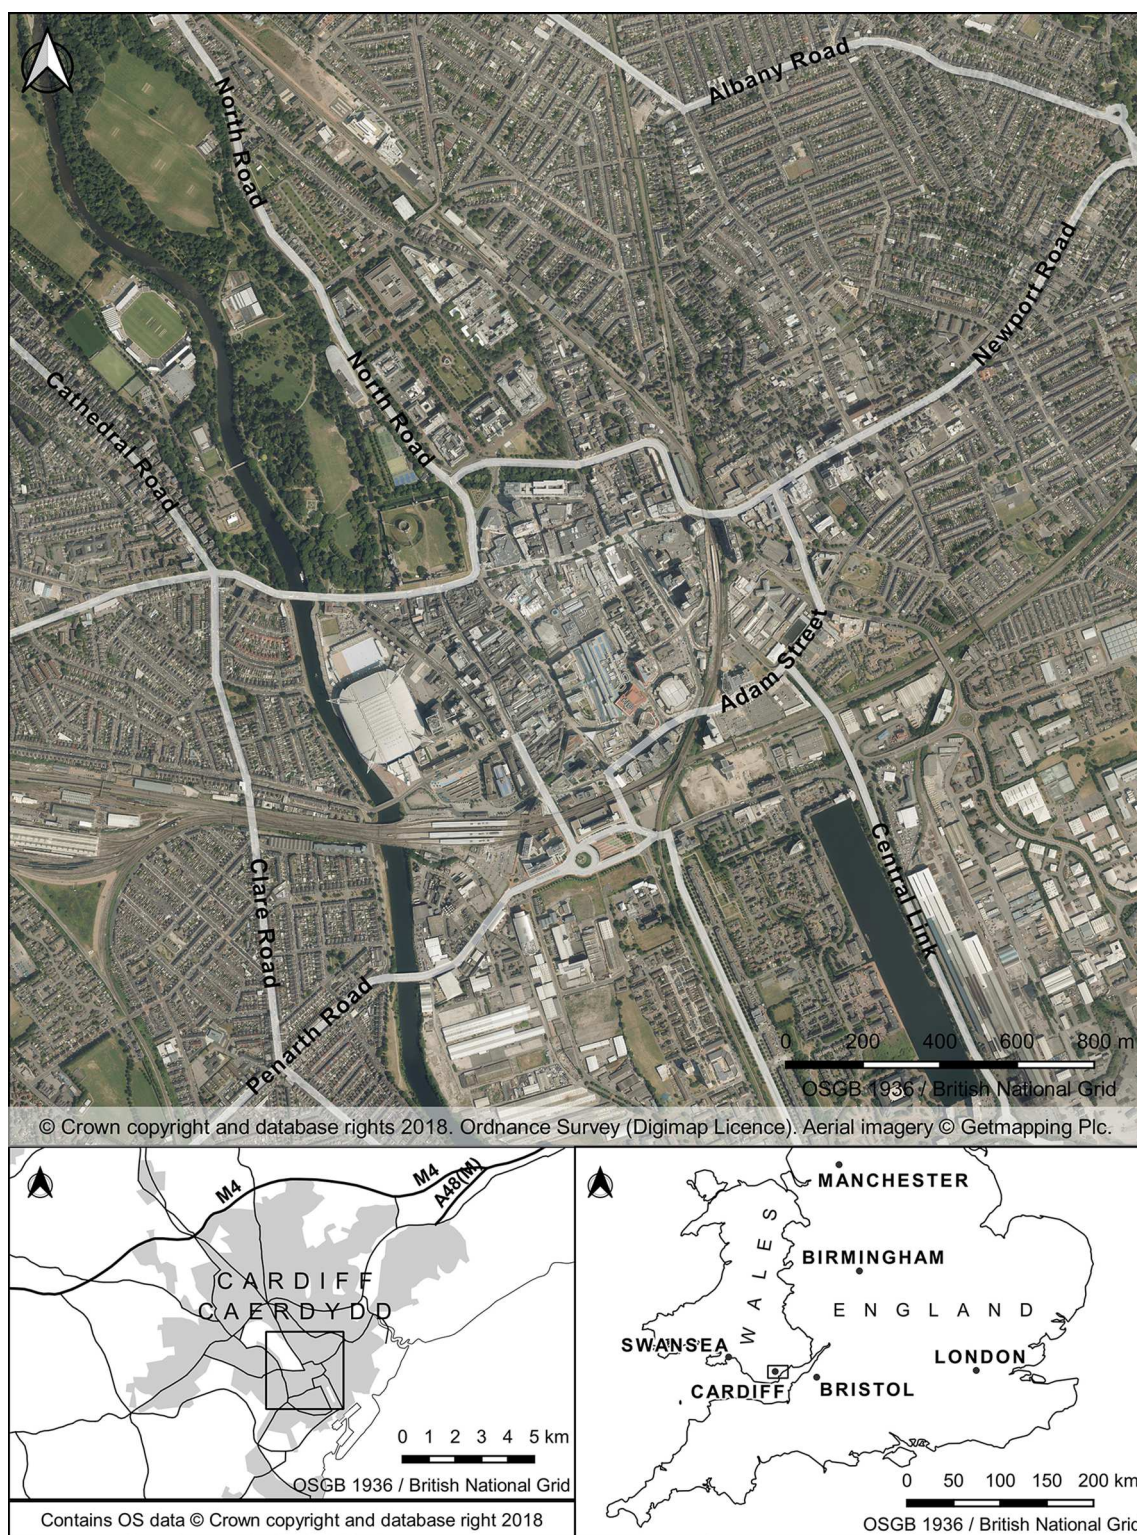 Albany Road
North Road
Newport Road
North Road
Cathedral Road
Adam Street
Central Link
Clare Road
Penarth Road
0 200 400 600 800 m
OSGB 1936 / British National Grid
© Crown copyright and database rights 2018. Ordnance Survey (Digimap Licence). Aerial imagery © Getmapping Plc.
M4
M4
A48(M)
CARDIFF
CAERDYDD
0 1 2 3 4 5 km
OSGB 1936 / British National Grid
Contains OS data © Crown copyright and database right 2018
MANCHESTER
WALES
BIRMINGHAM
ENGLAND
SWANSEA
LONDON
CARDIFF
BRISTOL
0 50 100 150 200 km
OSGB 1936 / British National Grid